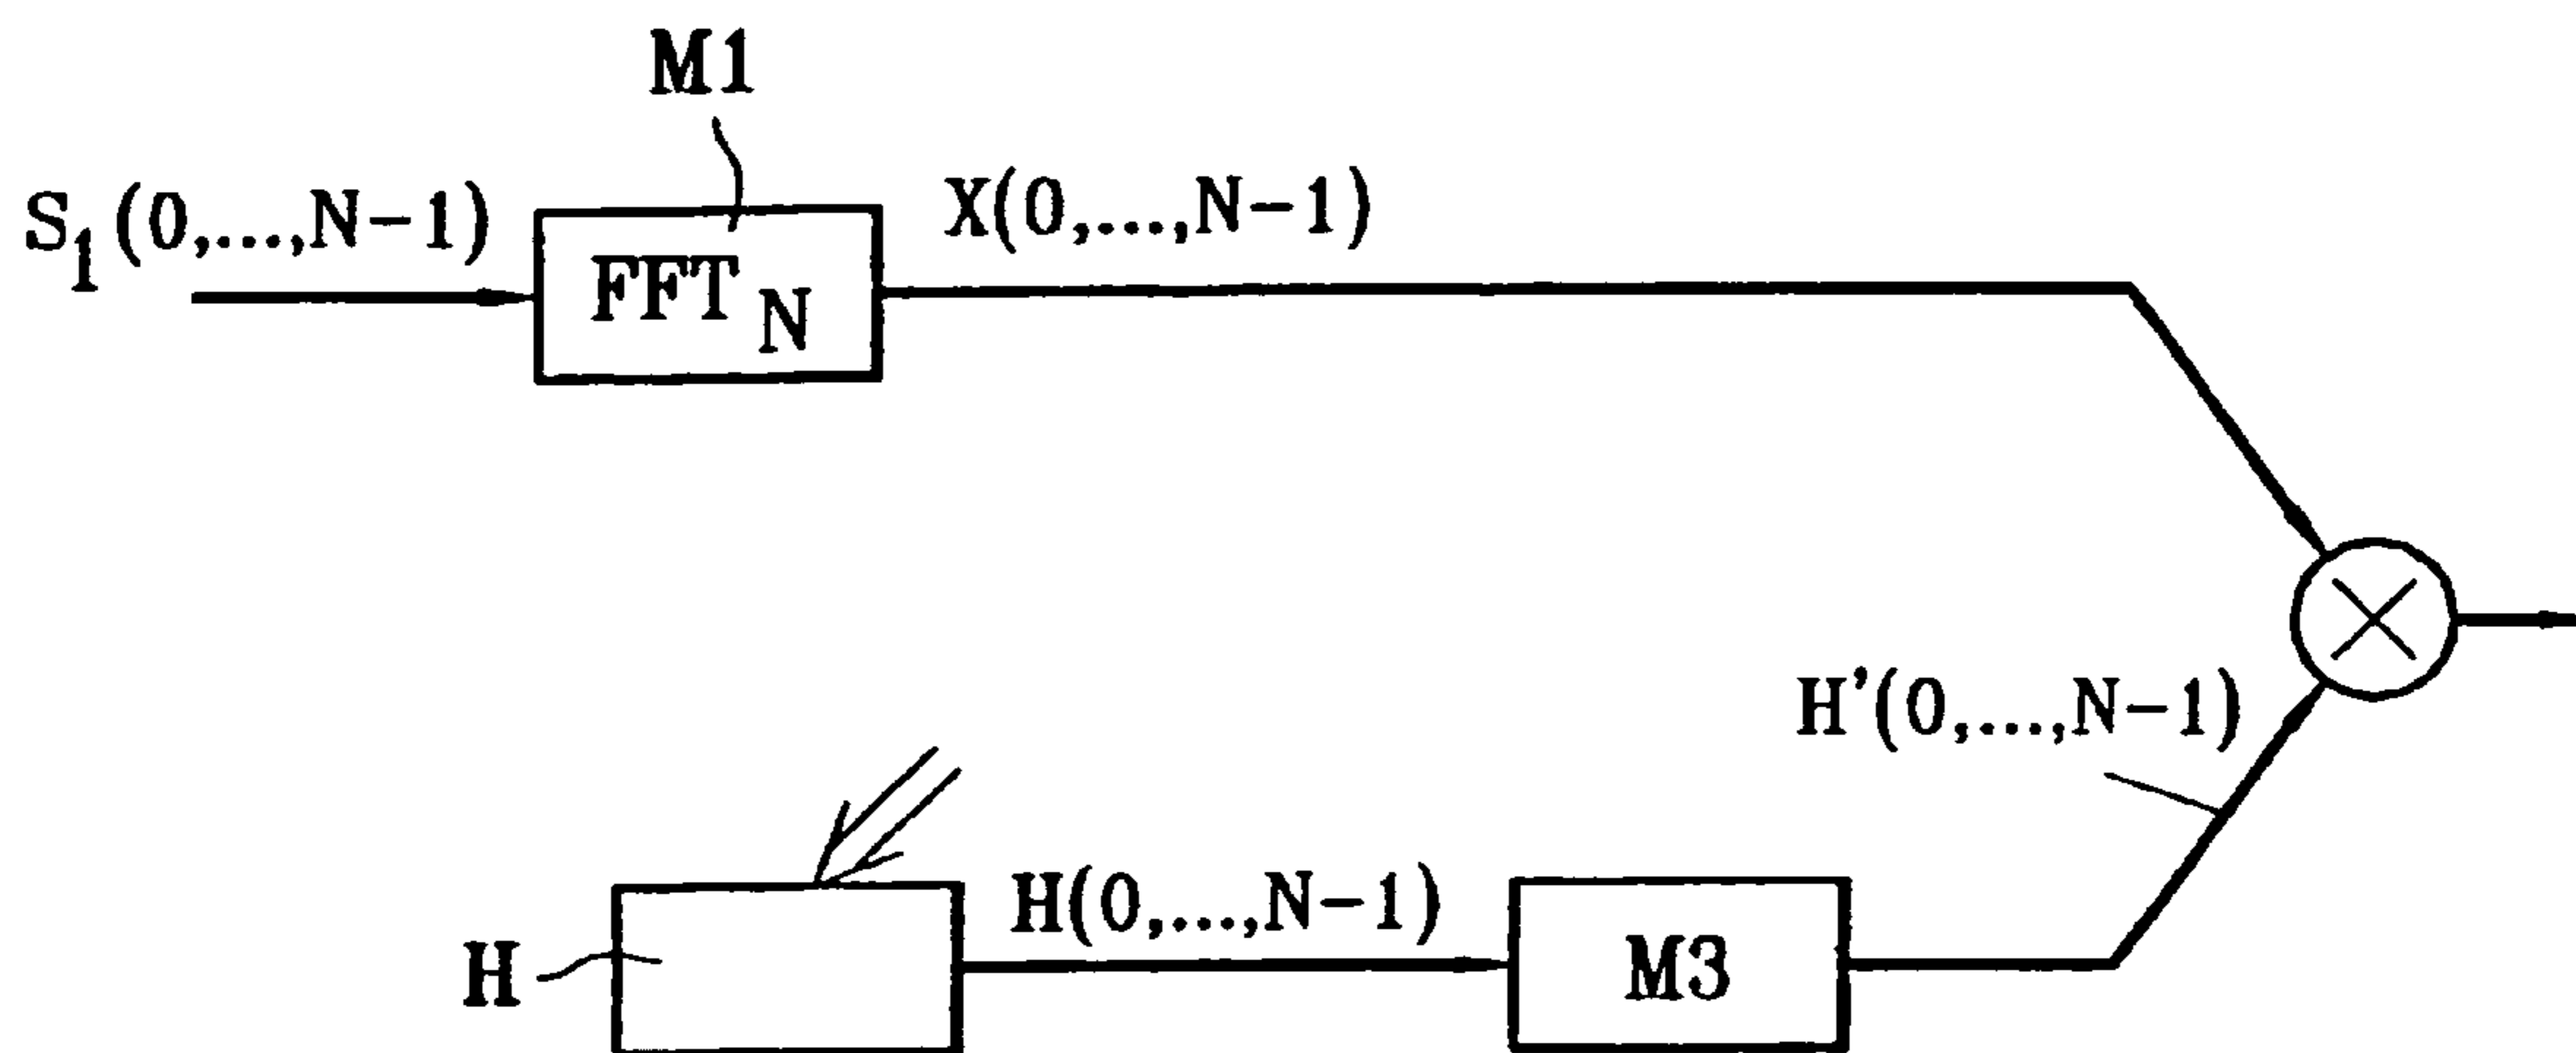 M1
S1 (0,...,N-1)
FFT N
X(0,...,N-1)
H'(0,...,N-1)
H
H(0,...,N-1)
M3